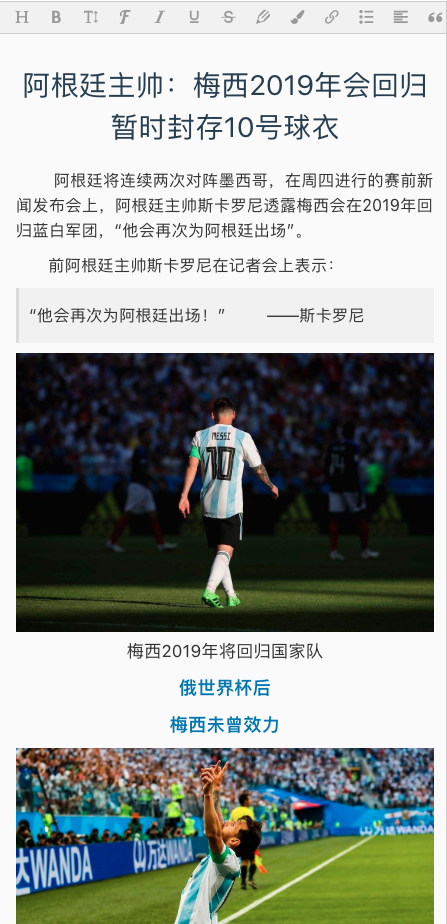 H B T F I U S
阿根廷主帅：梅西2019年会回归
暂时封存10号球衣
阿根廷将连续两次对阵墨西哥，在周四进行的赛前新
闻发布会上，阿根廷主帅斯卡罗尼透露梅西会在2019年回
归蓝白军团，“他会再次为阿根廷出场”。
前阿根廷主帅斯卡罗尼在记者会上表示：
“他会再次为阿根廷出场！” ——斯卡罗尼
MESSI
10
14
梅西2019年将回归国家队
俄世界杯后
梅西未曾效力
WANDA
万达WANDA
万达WANDA